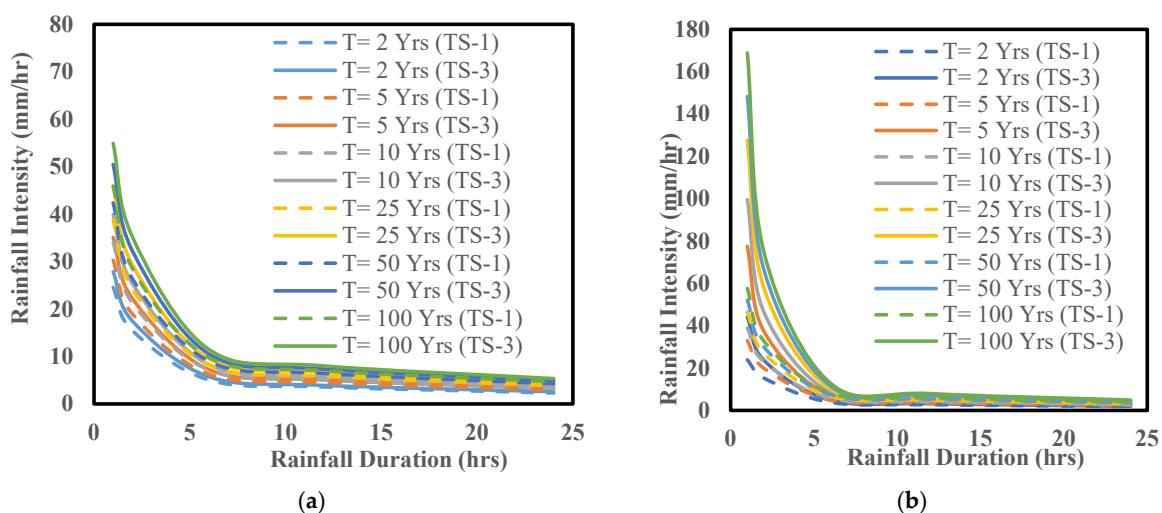 80
70
60
50
40
30
20
10
0
0
5
10
15
20
25
Rainfall Intensity (mm/hr)
Rainfall Duration (hrs)
T= 2 Yrs (TS-1)
T= 2 Yrs (TS-3)
T= 5 Yrs (TS-1)
T= 5 Yrs (TS-3)
T= 10 Yrs (TS-1)
T= 10 Yrs (TS-3)
T= 25 Yrs (TS-1)
T= 25 Yrs (TS-3)
T= 50 Yrs (TS-1)
T= 50 Yrs (TS-3)
T= 100 Yrs (TS-1)
T= 100 Yrs (TS-3)
(a)
180
160
140
120
100
80
60
40
20
0
0
5
10
15
20
25
Rainfall Intensity (mm/hr)
Rainfall Duration (hrs)
T= 2 Yrs (TS-1)
T= 2 Yrs (TS-3)
T= 5 Yrs (TS-1)
T= 5 Yrs (TS-3)
T= 10 Yrs (TS-1)
T= 10 Yrs (TS-3)
T= 25 Yrs (TS-1)
T= 25 Yrs (TS-3)
T= 50 Yrs (TS-1)
T= 50 Yrs (TS-3)
T= 100 Yrs (TS-1)
T= 100 Yrs (TS-3)
(b)